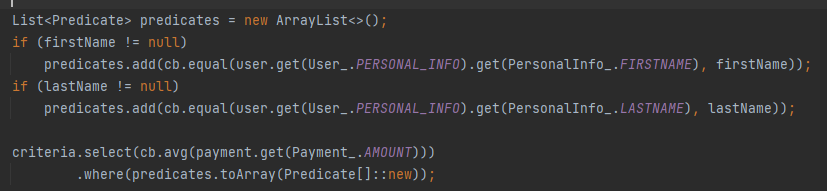 List<Predicate> predicates = new ArrayList<>();
if (firstName != null)
    predicates.add(cb.equal(user.get(User_.PERSONAL_INFO).get(PersonalInfo_.FIRSTNAME), firstName));
if (lastName != null)
    predicates.add(cb.equal(user.get(User_.PERSONAL_INFO).get(PersonalInfo_.LASTNAME), lastName));
criteria.select(cb.avg(payment.get(Payment_.AMOUNT)))
        .where(predicates.toArray(Predicate[]::new));